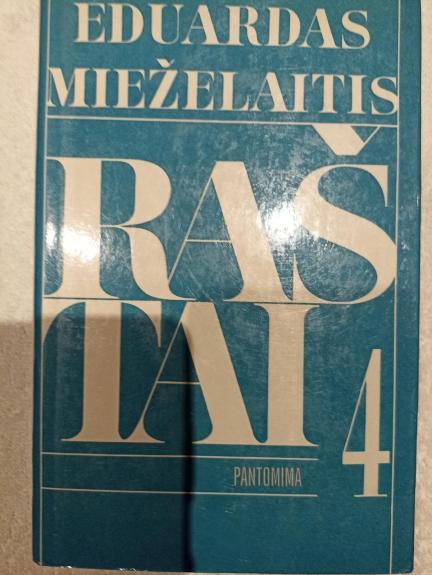 EDUARDAS
MIEŽELAITIS
RAŠ
TAI
4
PANTOMIMA